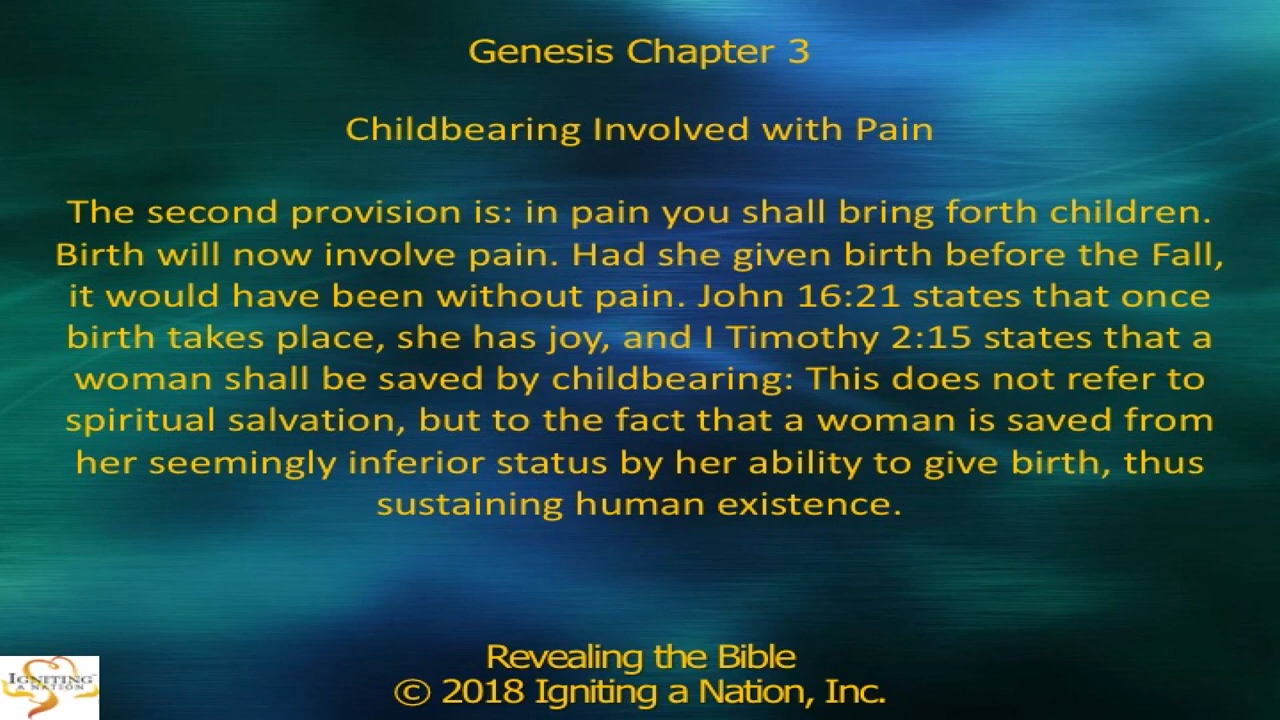 Genesis Chapter 3
Childbearing Involved with Pain
The second provision is: in pain you shall bring forth children.
Birth will now involve pain. Had she given birth before the Fall,
it would have been without pain. John 16:21 states that once
birth takes place, she has joy, and I Timothy 2:15 states that a
woman shall be saved by childbearing: This does not refer to
spiritual salvation, but to the fact that a woman is saved from
her seemingly inferior status by her ability to give birth, thus
sustaining human existence.
Revealing the Bible
© 2018 Igniting a Nation, Inc.
IGNITING
A NATION